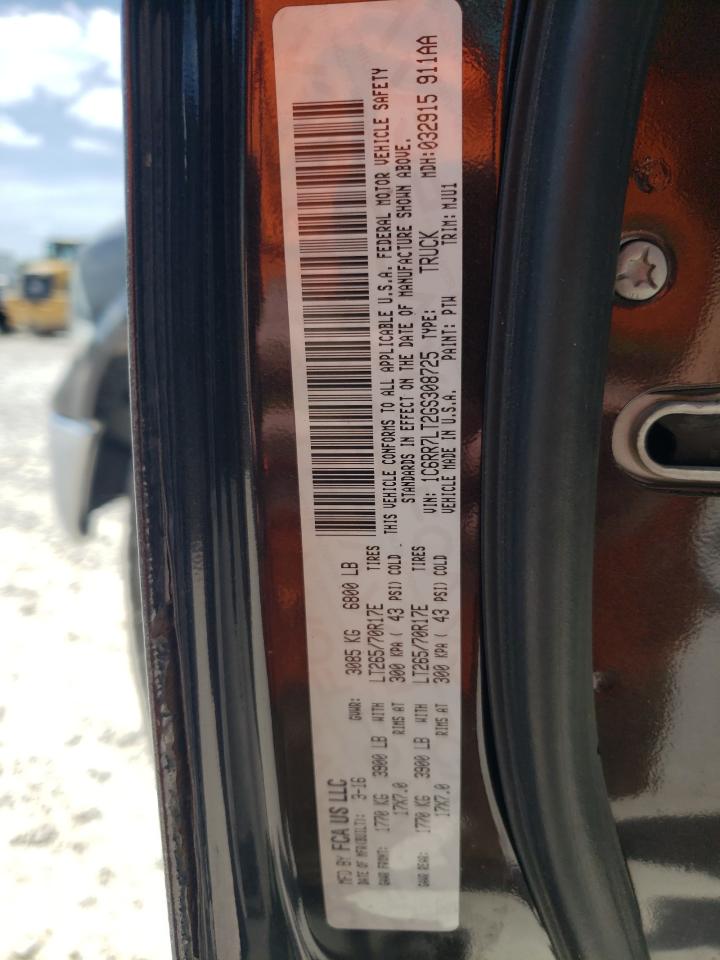 MFD BY FCA US LLC
DATE OF MFR(BUILT): 3-16 GVWR: 3085 KG 6800 LB
GAWR FRONT: 1770 KG 3900 LB WITH LT265/70R17E TIRES
17X7.0 RIMS AT 300 KPA ( 43 PSI) COLD .
GAWR REAR: 1770 KG 3900 LB WITH LT265/70R17E TIRES
17X7.0 RIMS AT 300 KPA ( 43 PSI) COLD
THIS VEHICLE CONFORMS TO ALL APPLICABLE U.S.A. FEDERAL MOTOR VEHICLE SAFETY
STANDARDS IN EFFECT ON THE DATE OF MANUFACTURE SHOWN ABOVE.
VIN: 1C6RR7LT2GS308725 TYPE: TRUCK MDH:032915 911AA
VEHICLE MADE IN U.S.A. PAINT: PTW TRIM: MJU1